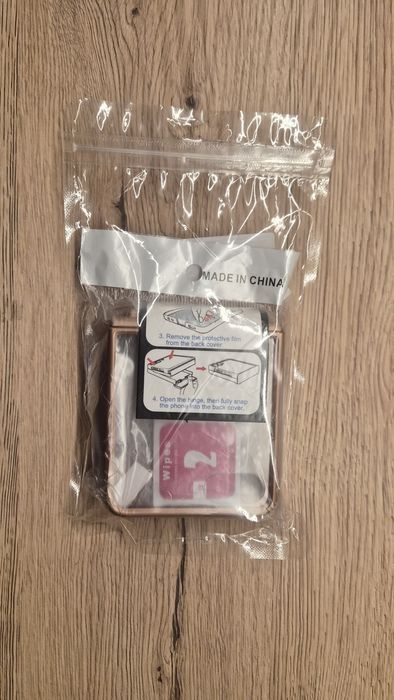 MADE IN CHINA
3. Remove the protective film
from the back cover.
4. Open the hinge, then fully snap
the phone into the back cover.
Wipes
2